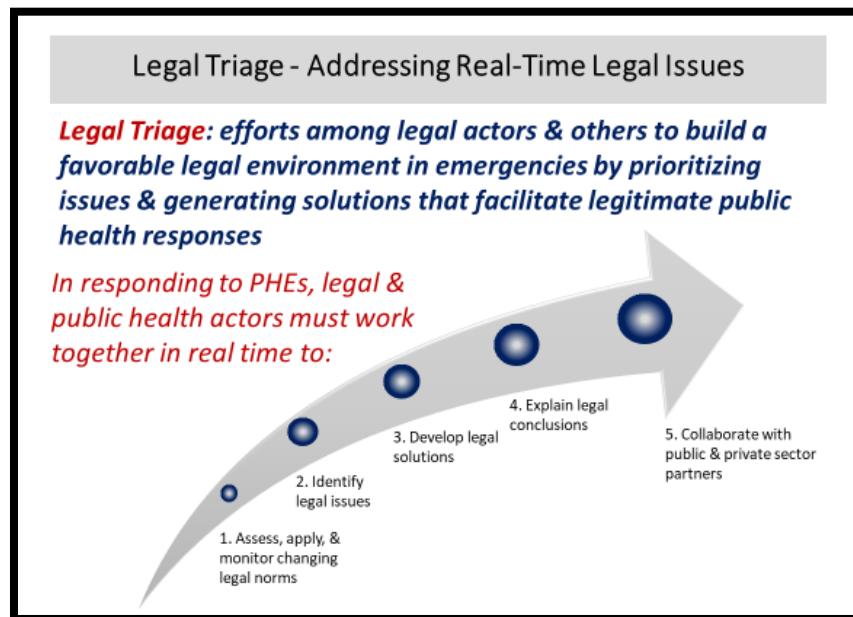 Legal Triage - Addressing Real-Time Legal Issues
Legal Triage: efforts among legal actors & others to build a
favorable legal environment in emergencies by prioritizing
issues & generating solutions that facilitate legitimate public
health responses
In responding to PHEs, legal &
public health actors must work
together in real time to:
1. Assess, apply, &
monitor changing
legal norms
2. Identify
legal issues
3. Develop legal
solutions
4. Explain legal
conclusions
5. Collaborate with
public & private sector
partners